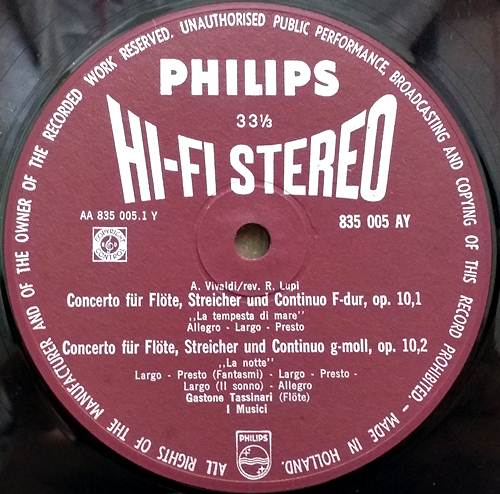 ALL RIGHTS OF THE MANUFACTURER AND OF THE OWNER OF THE RECORDED WORK RESERVED. UNAUTHORISED PUBLIC PERFORMANCE, BROADCASTING AND COPYING OF THIS RECORD PROHIBITED - MADE IN HOLLAND.
PHILIPS
33⅓
HI-FI STEREO
AA 835 005.1 Y
835 005 AY
CONTROL
A. Vivaldi/rev. R. Lupi
Concerto für Flöte, Streicher und Continuo F-dur, op. 10,1
,,La tempesta di mare''
Allegro - Largo - Presto
Concerto für Flöte, Streicher und Continuo g-moll, op. 10,2
,,La notte''
Largo - Presto (Fantasmi) - Largo - Presto -
Largo (Il sonno) - Allegro
Gastone Tassinari (Flöte)
I Musici
PHILIPS